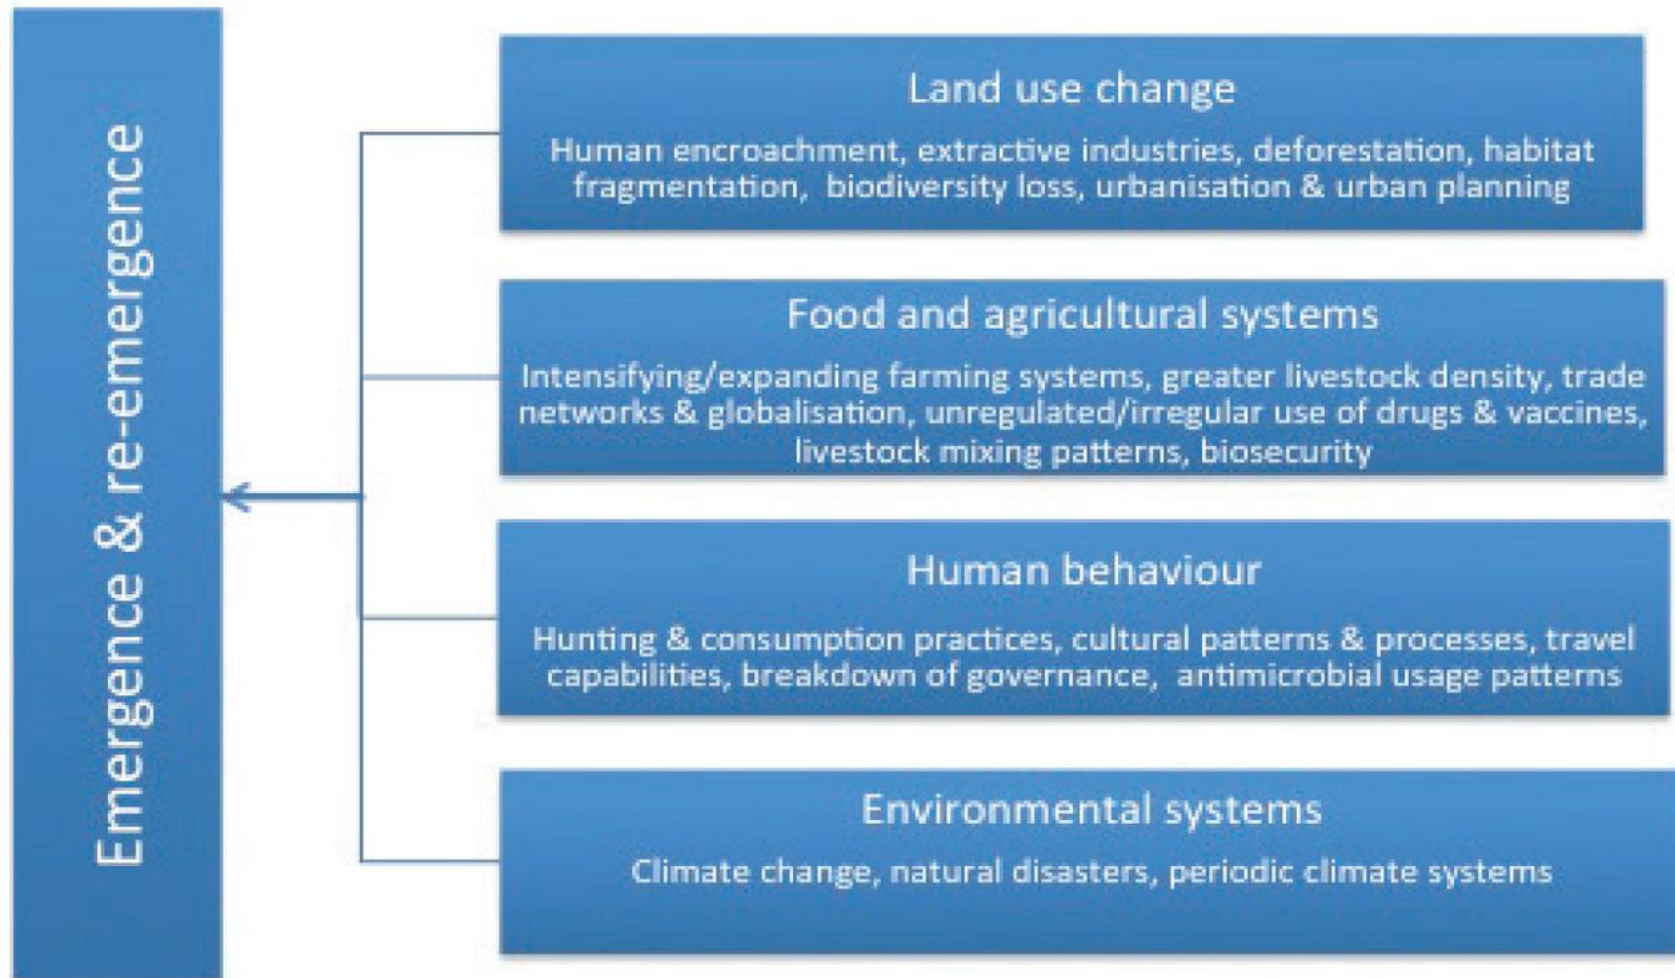 Emergence & re-emergence
Land use change
Human encroachment, extractive industries, deforestation, habitat
fragmentation, biodiversity loss, urbanisation & urban planning
Food and agricultural systems
Intensifying/expanding farming systems, greater livestock density, trade
networks & globalisation, unregulated/irregular use of drugs & vaccines,
livestock mixing patterns, biosecurity
Human behaviour
Hunting & consumption practices, cultural patterns & processes, travel
capabilities, breakdown of governance, antimicrobial usage patterns
Environmental systems
Climate change, natural disasters, periodic climate systems